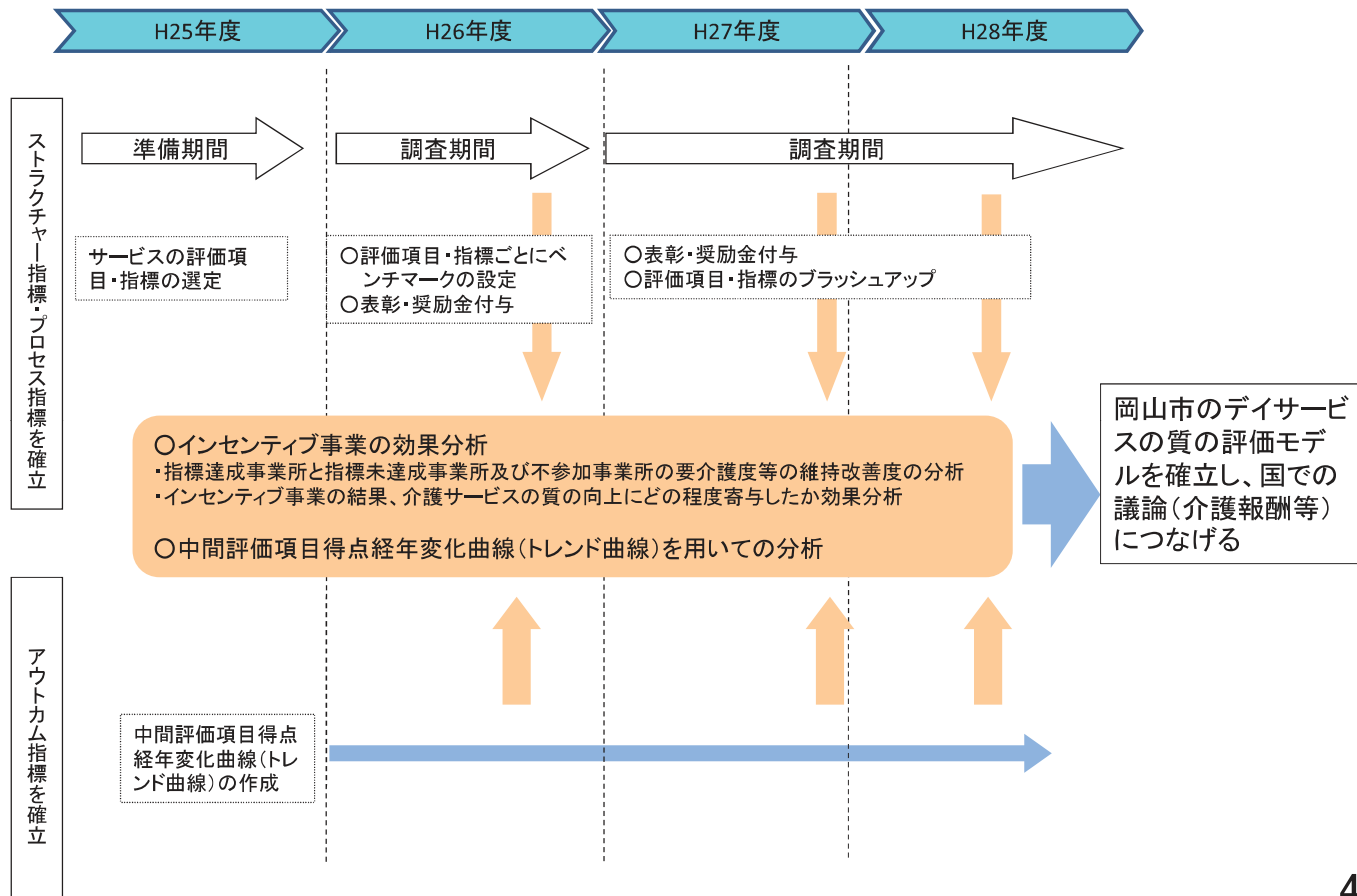 H25年度
H26年度
H27年度
H28年度
ストラクチャー指標・プロセス指標を確立
準備期間
調査期間
調査期間
サービスの評価項
目・指標の選定
○評価項目・指標ごとにベ
ンチマークの設定
○表彰・奨励金付与
○表彰・奨励金付与
○評価項目・指標のブラッシュアップ
○インセンティブ事業の効果分析
・指標達成事業所と指標未達成事業所及び不参加事業所の要介護度等の維持改善度の分析
・インセンティブ事業の結果、介護サービスの質の向上にどの程度寄与したか効果分析
○中間評価項目得点経年変化曲線(トレンド曲線)を用いての分析
岡山市のデイサービ
スの質の評価モデ
ルを確立し、国での
議論(介護報酬等)
につなげる
アウトカム指標を確立
中間評価項目得点
経年変化曲線(トレ
ンド曲線)の作成
4